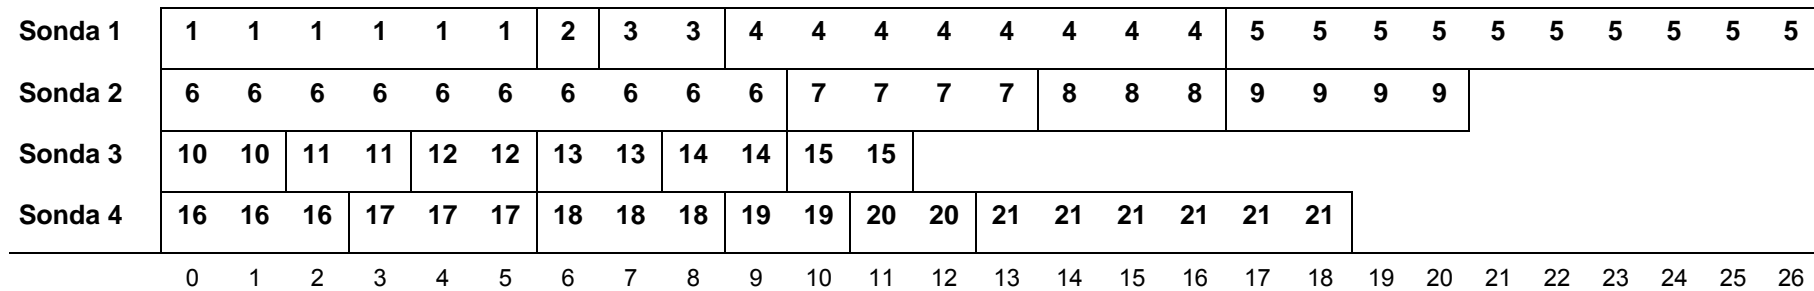 Sonda 1 1 1 1 1 1 1 2 3 3 4 4 4 4 4 4 4 4 5 5 5 5 5 5 5 5 5 5
Sonda 2 6 6 6 6 6 6 6 6 6 6 7 7 7 7 8 8 8 9 9 9 9
Sonda 3 10 10 11 11 12 12 13 13 14 14 15 15
Sonda 4 16 16 16 17 17 17 18 18 18 19 19 20 20 21 21 21 21 21 21
0 1 2 3 4 5 6 7 8 9 10 11 12 13 14 15 16 17 18 19 20 21 22 23 24 25 26